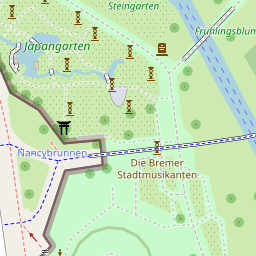 Steingarten
Japangarten
Frühlingsblum
Nancybrunnen
Die Bremer
Stadtmusikanten